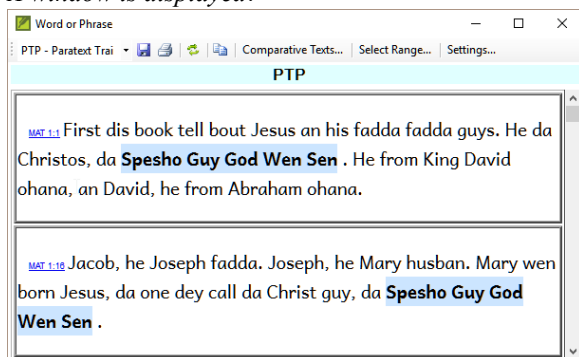 A window is displayed:
Word or Phrase
PTP - Paratext Trai Comparative Texts... Select Range... Settings...
PTP
MAT 1:1 First dis book tell bout Jesus an his fadda fadda guys. He da
Christos, da Spesho Guy God Wen Sen . He from King David
ohana, an David, he from Abraham ohana.
MAT 1:16 Jacob, he Joseph fadda. Joseph, he Mary husban. Mary wen
born Jesus, da one dey call da Christ guy, da Spesho Guy God
Wen Sen .